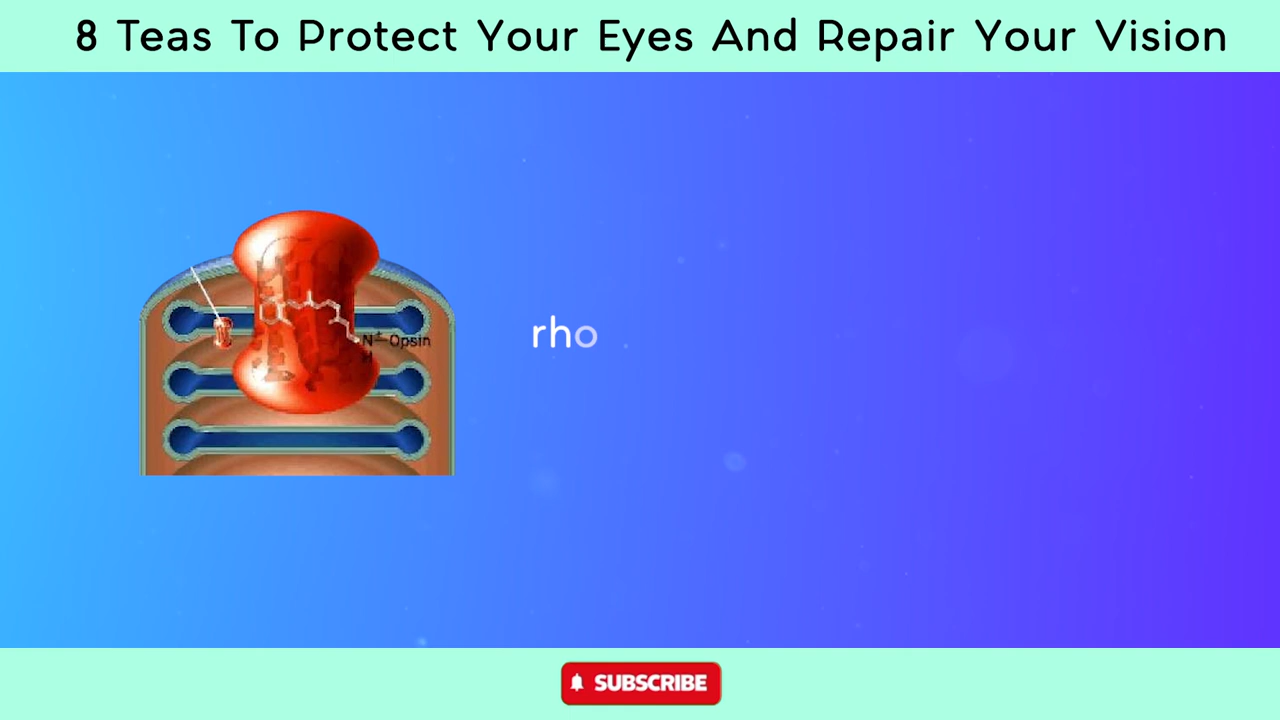 8 Teas To Protect Your Eyes And Repair Your Vision
rho
N+ Opsin
H
SUBSCRIBE